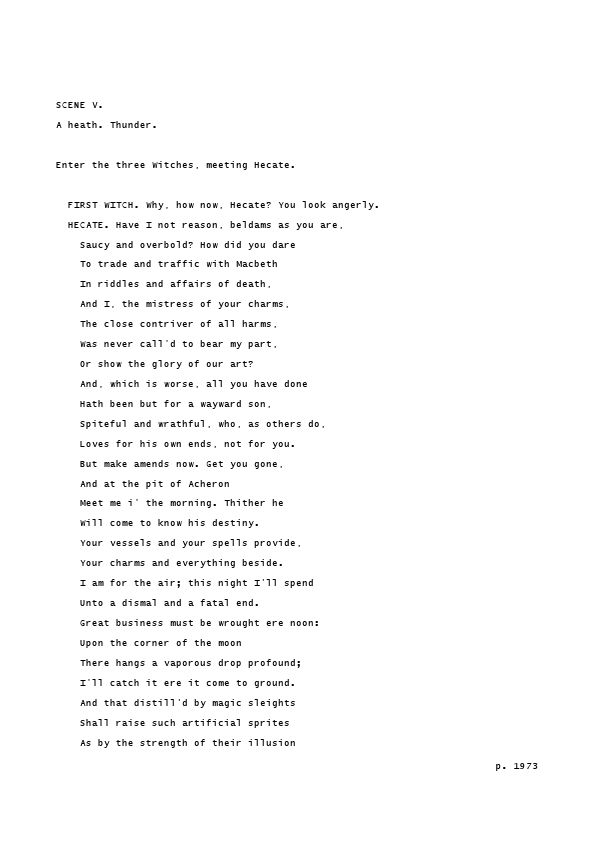 SCENE V.
A heath. Thunder.
Enter the three Witches, meeting Hecate.
FIRST WITCH. Why, how now, Hecate? You look angerly.
HECATE. Have I not reason, beldams as you are,
Saucy and overbold? How did you dare
To trade and traffic with Macbeth
In riddles and affairs of death,
And I, the mistress of your charms,
The close contriver of all harms,
Was never call'd to bear my part,
Or show the glory of our art?
And, which is worse, all you have done
Hath been but for a wayward son,
Spiteful and wrathful, who, as others do,
Loves for his own ends, not for you.
But make amends now. Get you gone,
And at the pit of Acheron
Meet me i' the morning. Thither he
Will come to know his destiny.
Your vessels and your spells provide,
Your charms and everything beside.
I am for the air; this night I'll spend
Unto a dismal and a fatal end.
Great business must be wrought ere noon:
Upon the corner of the moon
There hangs a vaporous drop profound;
I'll catch it ere it come to ground.
And that distill'd by magic sleights
Shall raise such artificial sprites
As by the strength of their illusion
p. 1973